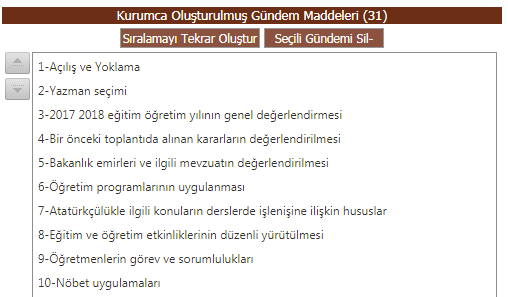 Kurumca Oluşturulmuş Gündem Maddeleri (31)
Sıralamayı Tekrar Oluştur Seçili Gündemi Sil-
1-Açılış ve Yoklama
2-Yazman seçimi
3-2017 2018 eğitim öğretim yılının genel değerlendirmesi
4-Bir önceki toplantıda alınan kararların değerlendirilmesi
5-Bakanlık emirleri ve ilgili mevzuatın değerlendirilmesi
6-Öğretim programlarının uygulanması
7-Atatürkçülükle ilgili konuların derslerde işlenişine ilişkin hususlar
8-Eğitim ve öğretim etkinliklerinin düzenli yürütülmesi
9-Öğretmenlerin görev ve sorumlulukları
10-Nöbet uygulamaları